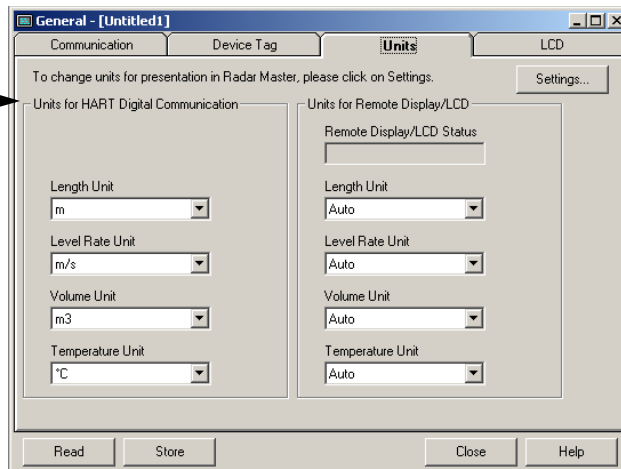 General - [Untitled1]
Communication Device Tag Units LCD
To change units for presentation in Radar Master, please click on Settings. Settings...
Units for HART Digital Communication Units for Remote Display/LCD
Remote Display/LCD Status
Length Unit Length Unit
m Auto
Level Rate Unit Level Rate Unit
m/s Auto
Volume Unit Volume Unit
m3 Auto
Temperature Unit Temperature Unit
°C Auto
Read Store Close Help